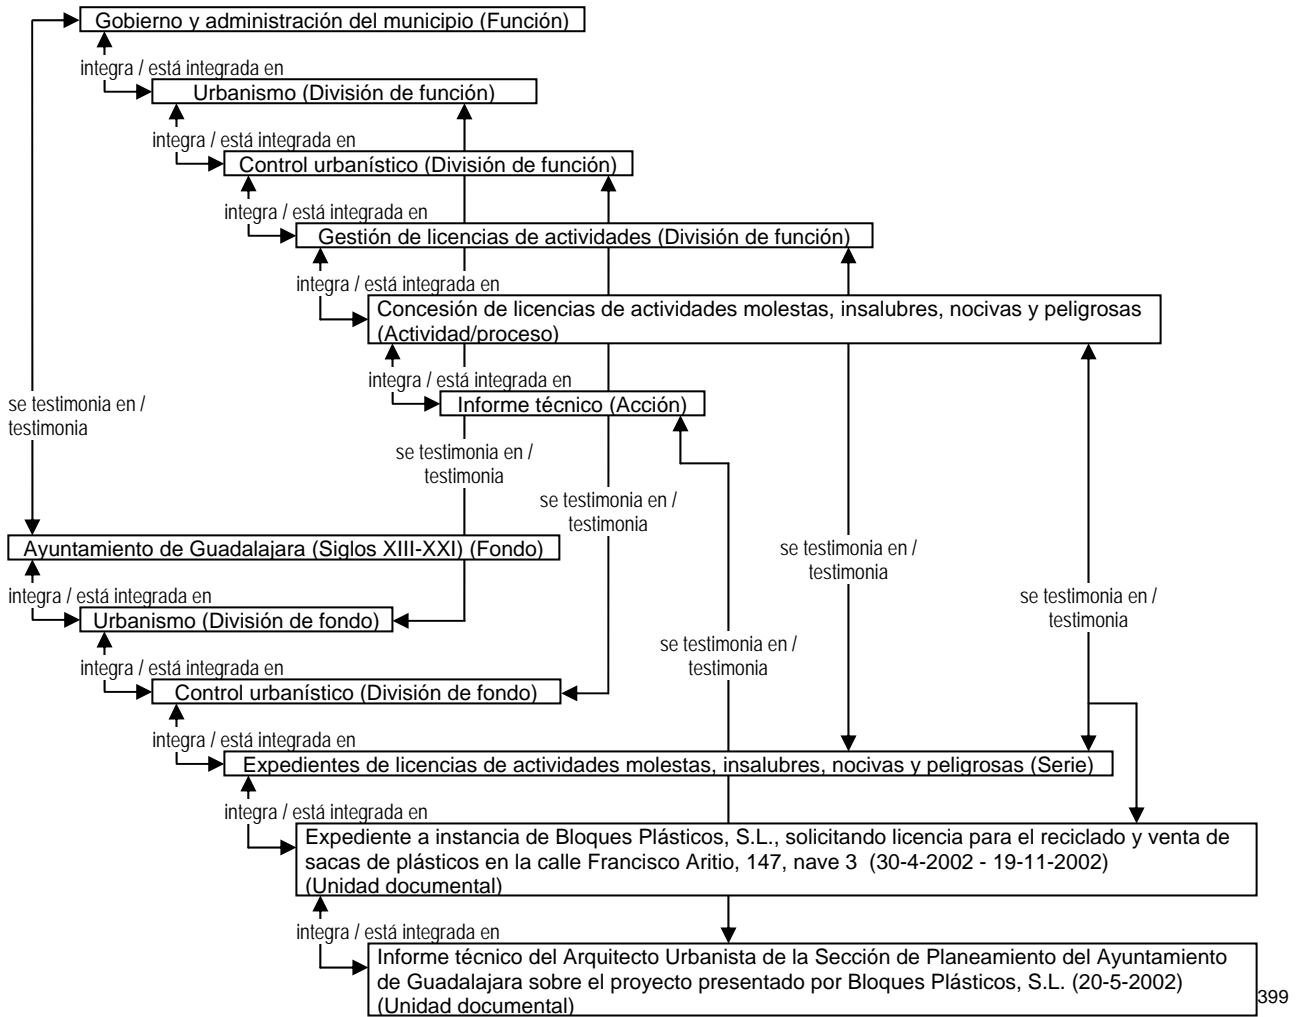 Gobierno y administración del municipio (Función)
integra / está integrada en
Urbanismo (División de función)
integra / está integrada en
Control urbanístico (División de función)
integra / está integrada en
Gestión de licencias de actividades (División de función)
integra / está integrada en
Concesión de licencias de actividades molestas, insalubres, nocivas y peligrosas
(Actividad/proceso)
integra / está integrada en
Informe técnico (Acción)
se testimonia en /
testimonia
se testimonia en /
testimonia
se testimonia en /
testimonia
se testimonia en /
testimonia
se testimonia en /
testimonia
se testimonia en /
testimonia
Ayuntamiento de Guadalajara (Siglos XIII-XXI) (Fondo)
integra / está integrada en
Urbanismo (División de fondo)
integra / está integrada en
Control urbanístico (División de fondo)
integra / está integrada en
Expedientes de licencias de actividades molestas, insalubres, nocivas y peligrosas (Serie)
integra / está integrada en
Expediente a instancia de Bloques Plásticos, S.L., solicitando licencia para el reciclado y venta de
sacas de plásticos en la calle Francisco Aritio, 147, nave 3 (30-4-2002 - 19-11-2002)
(Unidad documental)
integra / está integrada en
Informe técnico del Arquitecto Urbanista de la Sección de Planeamiento del Ayuntamiento
de Guadalajara sobre el proyecto presentado por Bloques Plásticos, S.L. (20-5-2002)
(Unidad documental)
399